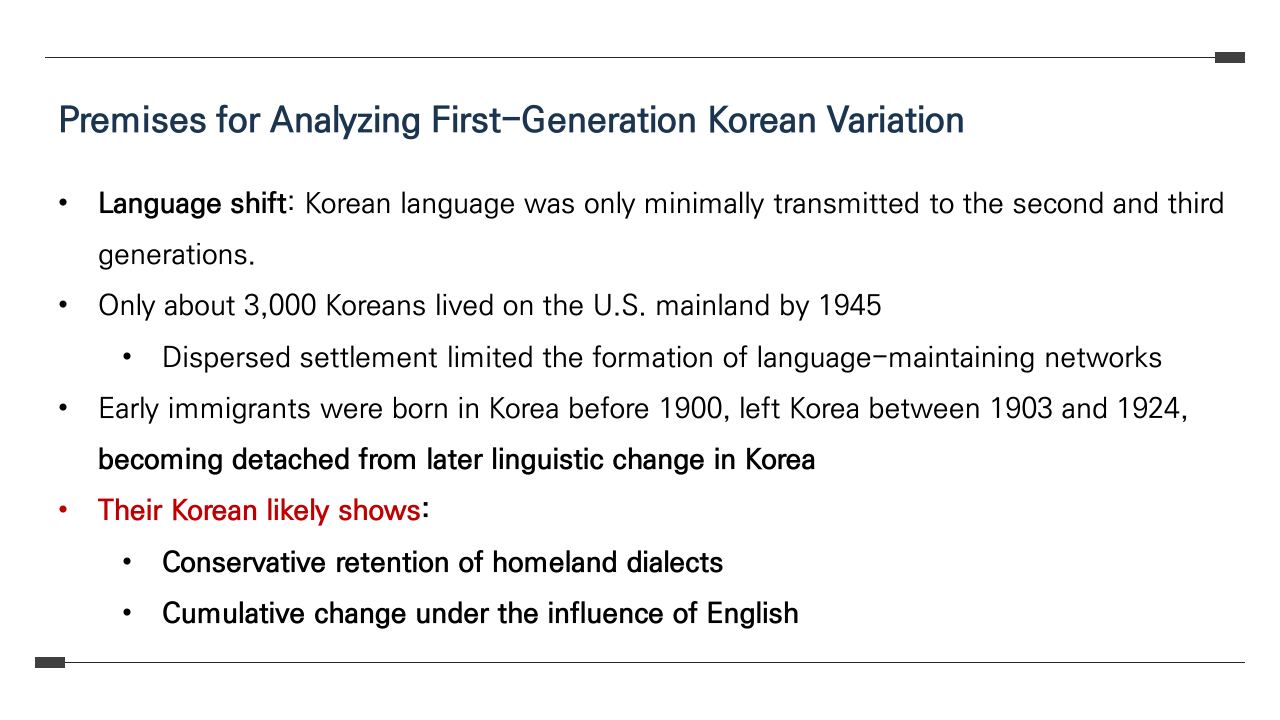 Premises for Analyzing First-Generation Korean Variation
• Language shift: Korean language was only minimally transmitted to the second and third
generations.
• Only about 3,000 Koreans lived on the U.S. mainland by 1945
• Dispersed settlement limited the formation of language-maintaining networks
• Early immigrants were born in Korea before 1900, left Korea between 1903 and 1924,
becoming detached from later linguistic change in Korea
• Their Korean likely shows:
• Conservative retention of homeland dialects
• Cumulative change under the influence of English